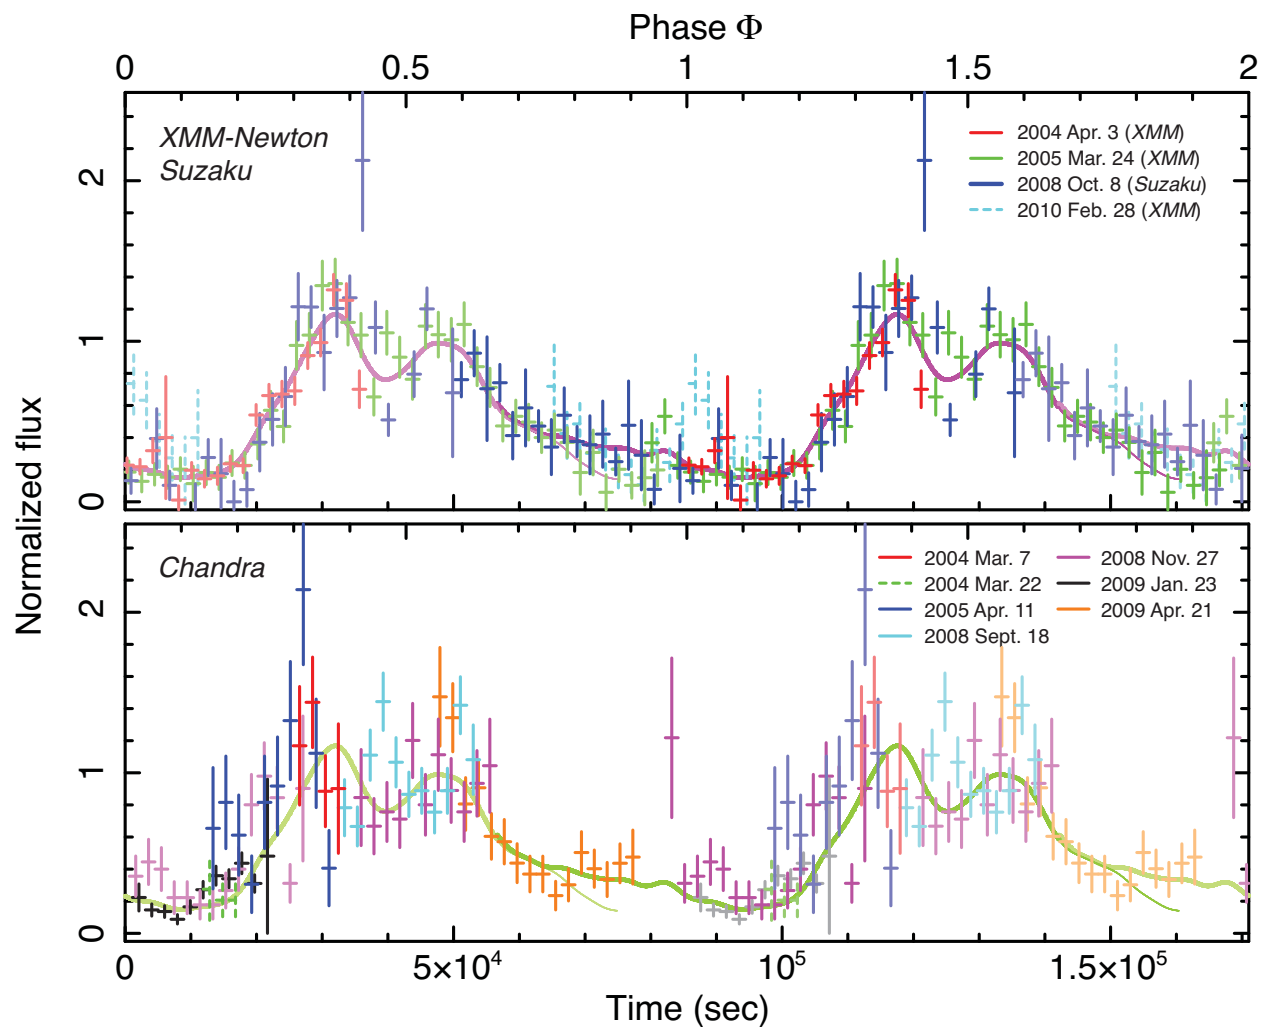 Phase Φ
0 0.5 1 1.5 2
XMM-Newton
Suzaku
2004 Apr. 3 (XMM)
2005 Mar. 24 (XMM)
2008 Oct. 8 (Suzaku)
2010 Feb. 28 (XMM)
2
1
0
Normalized flux
Chandra
2004 Mar. 7
2004 Mar. 22
2005 Apr. 11
2008 Sept. 18
2008 Nov. 27
2009 Jan. 23
2009 Apr. 21
2
1
0
0 5×10⁴ 10⁵ 1.5×10⁵
Time (sec)